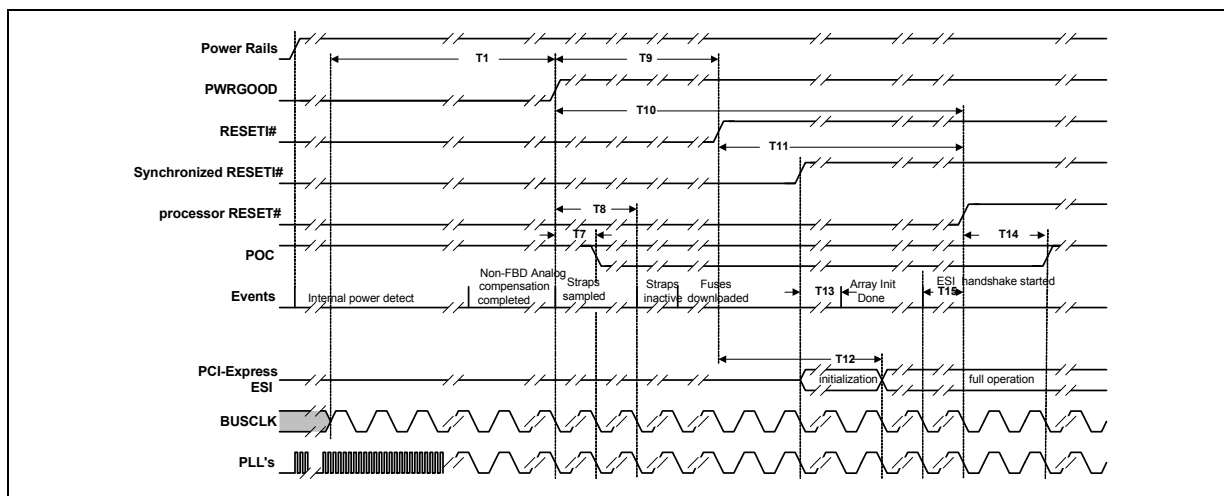 Power Rails
T1
T9
PWRGOOD
T10
RESETI#
T11
Synchronized RESETI#
T8
processor RESET#
T7
T14
POC
Events
Internal power detect
Non-FBD Analog
compensation
completed
Straps
sampled
Straps
inactive
Fuses
downloaded
T13
Array Init
Done
ESI handshake started
T15
T12
PCI-Express
ESI
initialization
full operation
BUSCLK
PLL's